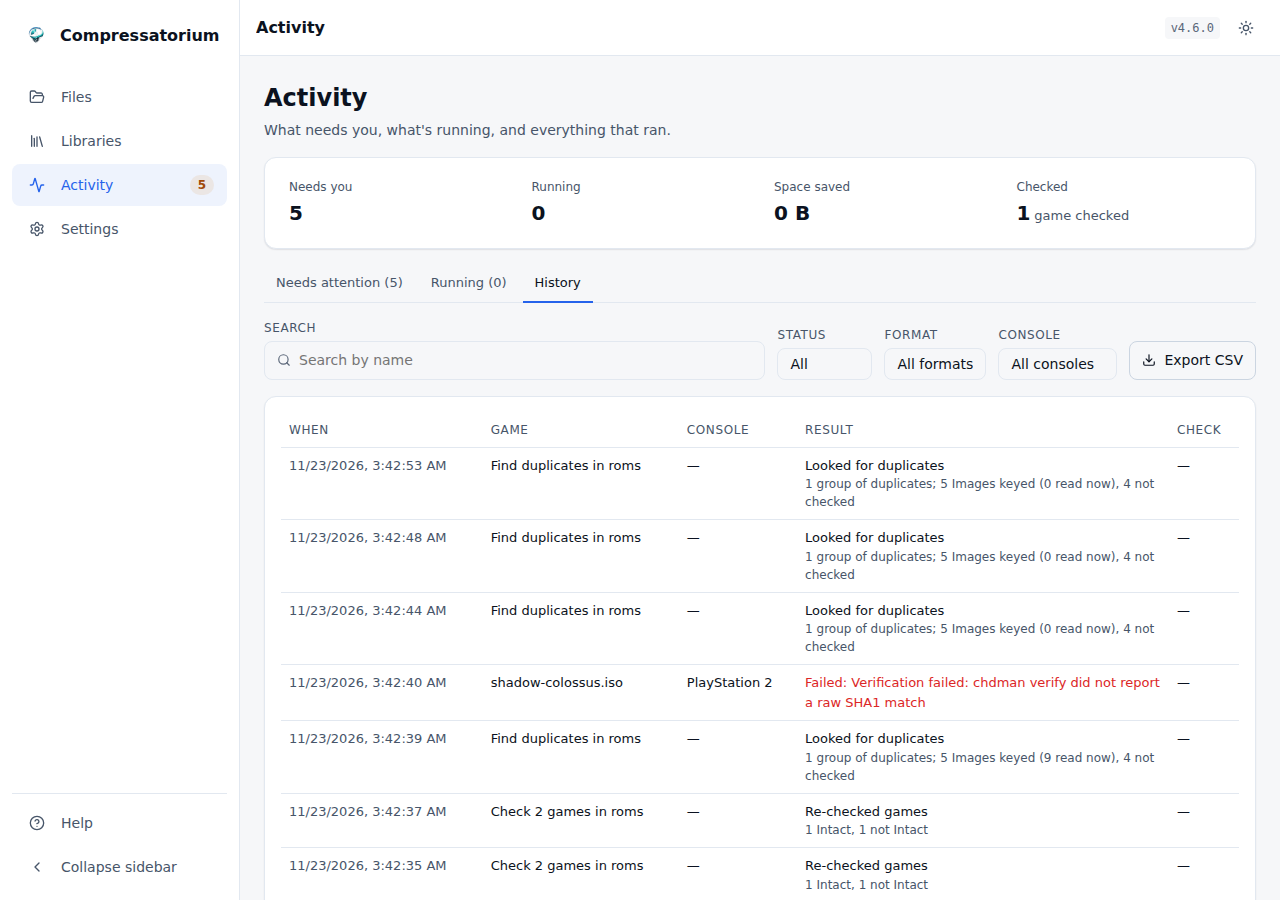 Compressatorium
Files
Libraries
Activity 5
Settings
Help
Collapse sidebar
Activity
v4.6.0
Activity
What needs you, what's running, and everything that ran.
Needs you Running Space saved Checked
5 0 0 B 1 game checked
Needs attention (5) Running (0) History
SEARCH STATUS FORMAT CONSOLE
Search by name All All formats All consoles Export CSV
WHEN GAME CONSOLE RESULT CHECK
11/23/2026, 3:42:53 AM Find duplicates in roms — Looked for duplicates —
1 group of duplicates; 5 Images keyed (0 read now), 4 not
checked
11/23/2026, 3:42:48 AM Find duplicates in roms — Looked for duplicates —
1 group of duplicates; 5 Images keyed (0 read now), 4 not
checked
11/23/2026, 3:42:44 AM Find duplicates in roms — Looked for duplicates —
1 group of duplicates; 5 Images keyed (0 read now), 4 not
checked
11/23/2026, 3:42:40 AM shadow-colossus.iso PlayStation 2 Failed: Verification failed: chdman verify did not report —
a raw SHA1 match
11/23/2026, 3:42:39 AM Find duplicates in roms — Looked for duplicates —
1 group of duplicates; 5 Images keyed (9 read now), 4 not
checked
11/23/2026, 3:42:37 AM Check 2 games in roms — Re-checked games —
1 Intact, 1 not Intact
11/23/2026, 3:42:35 AM Check 2 games in roms — Re-checked games —
1 Intact, 1 not Intact